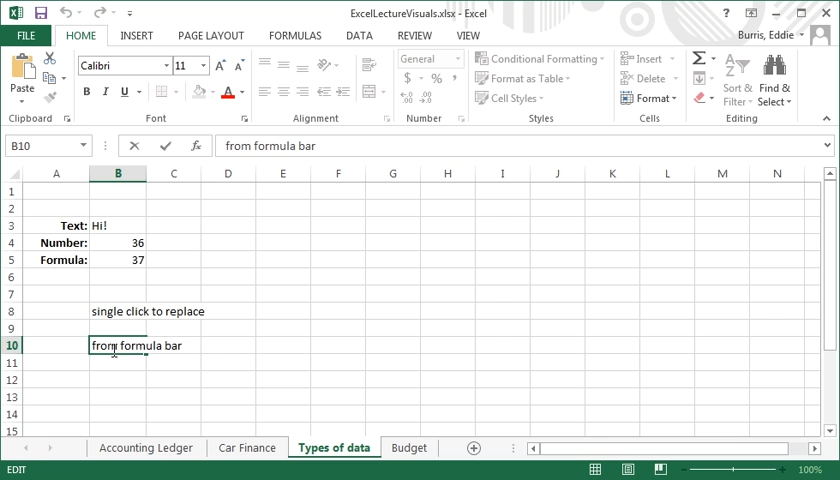 ExcelLectureVisuals.xlsx - Excel
FILE HOME INSERT PAGE LAYOUT FORMULAS DATA REVIEW VIEW Burris, Eddie
Paste Calibri 11 A A General Conditional Formatting Insert Sort & Filter Find & Select
B I U A $ % , Format as Table Delete
Cell Styles Format
Clipboard Font Alignment Number Styles Cells Editing
B10 fx from formula bar
A B C D E F G H I J K L M N
1
2
3 Text: Hi!
4 Number: 36
5 Formula: 37
6
7
8 single click to replace
9
10 from formula bar
11
12
13
14
15
Accounting Ledger Car Finance Types of data Budget
EDIT 100%